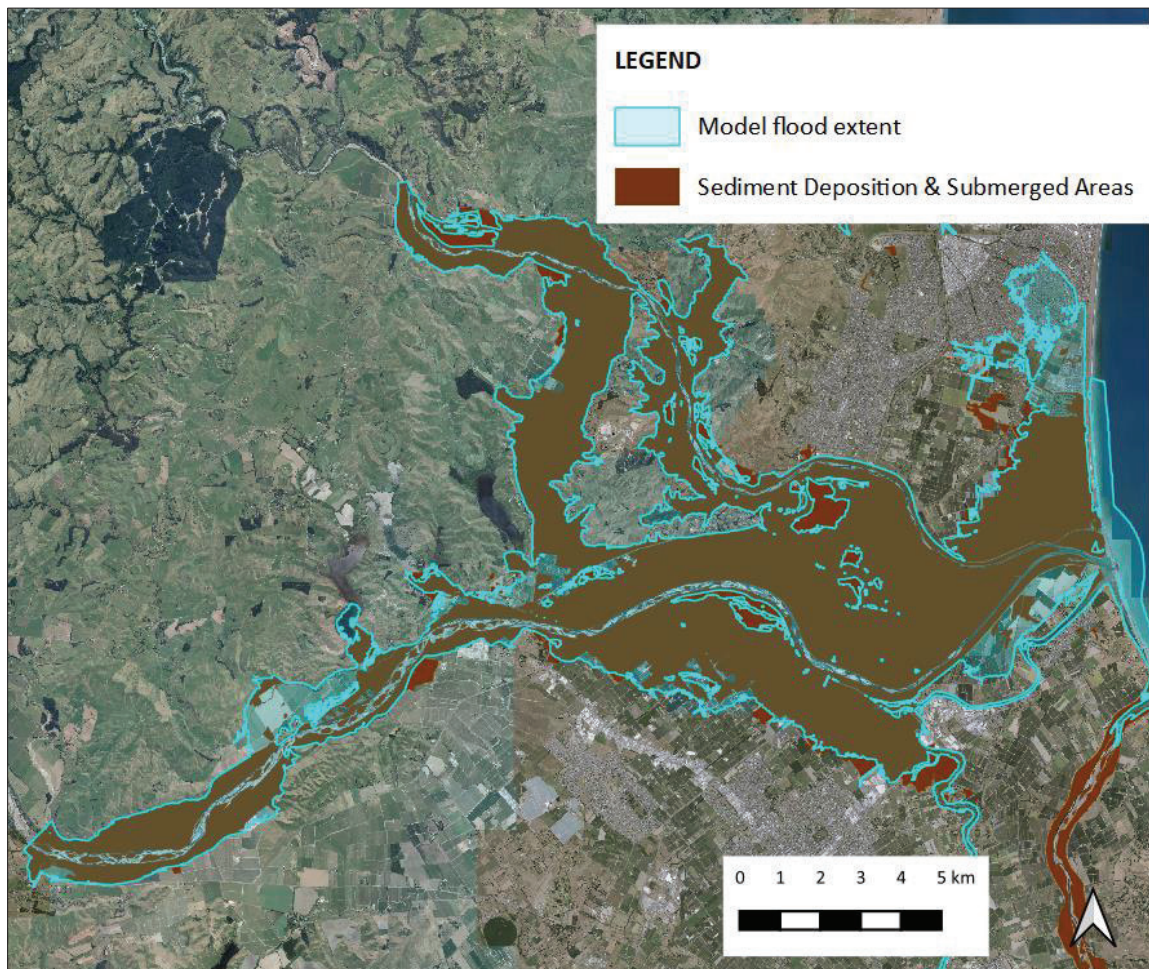 LEGEND
Model flood extent
Sediment Deposition & Submerged Areas
0 1 2 3 4 5 km